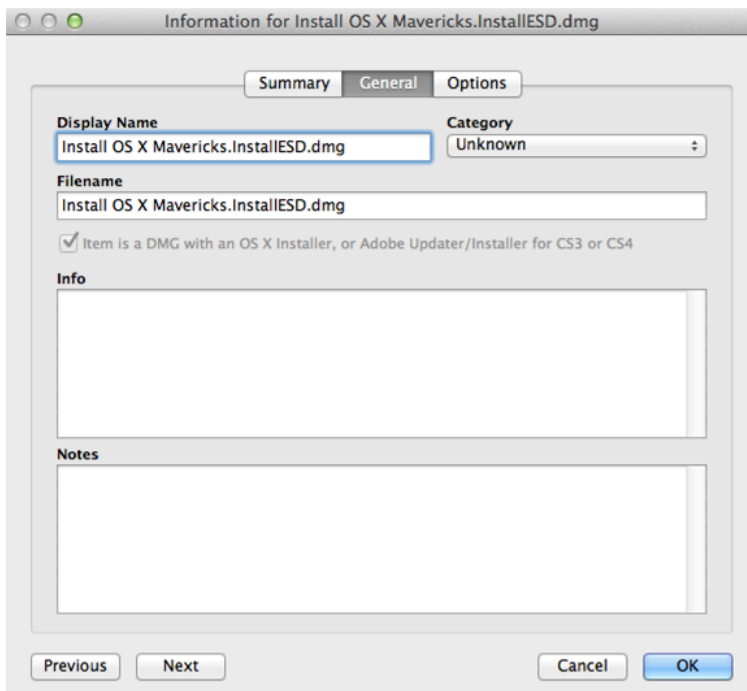 Information for Install OS X Mavericks.InstallESD.dmg
Summary General Options
Display Name Category
Install OS X Mavericks.InstallESD.dmg Unknown
Filename
Install OS X Mavericks.InstallESD.dmg
Item is a DMG with an OS X Installer, or Adobe Updater/Installer for CS3 or CS4
Info
Notes
Previous Next Cancel OK